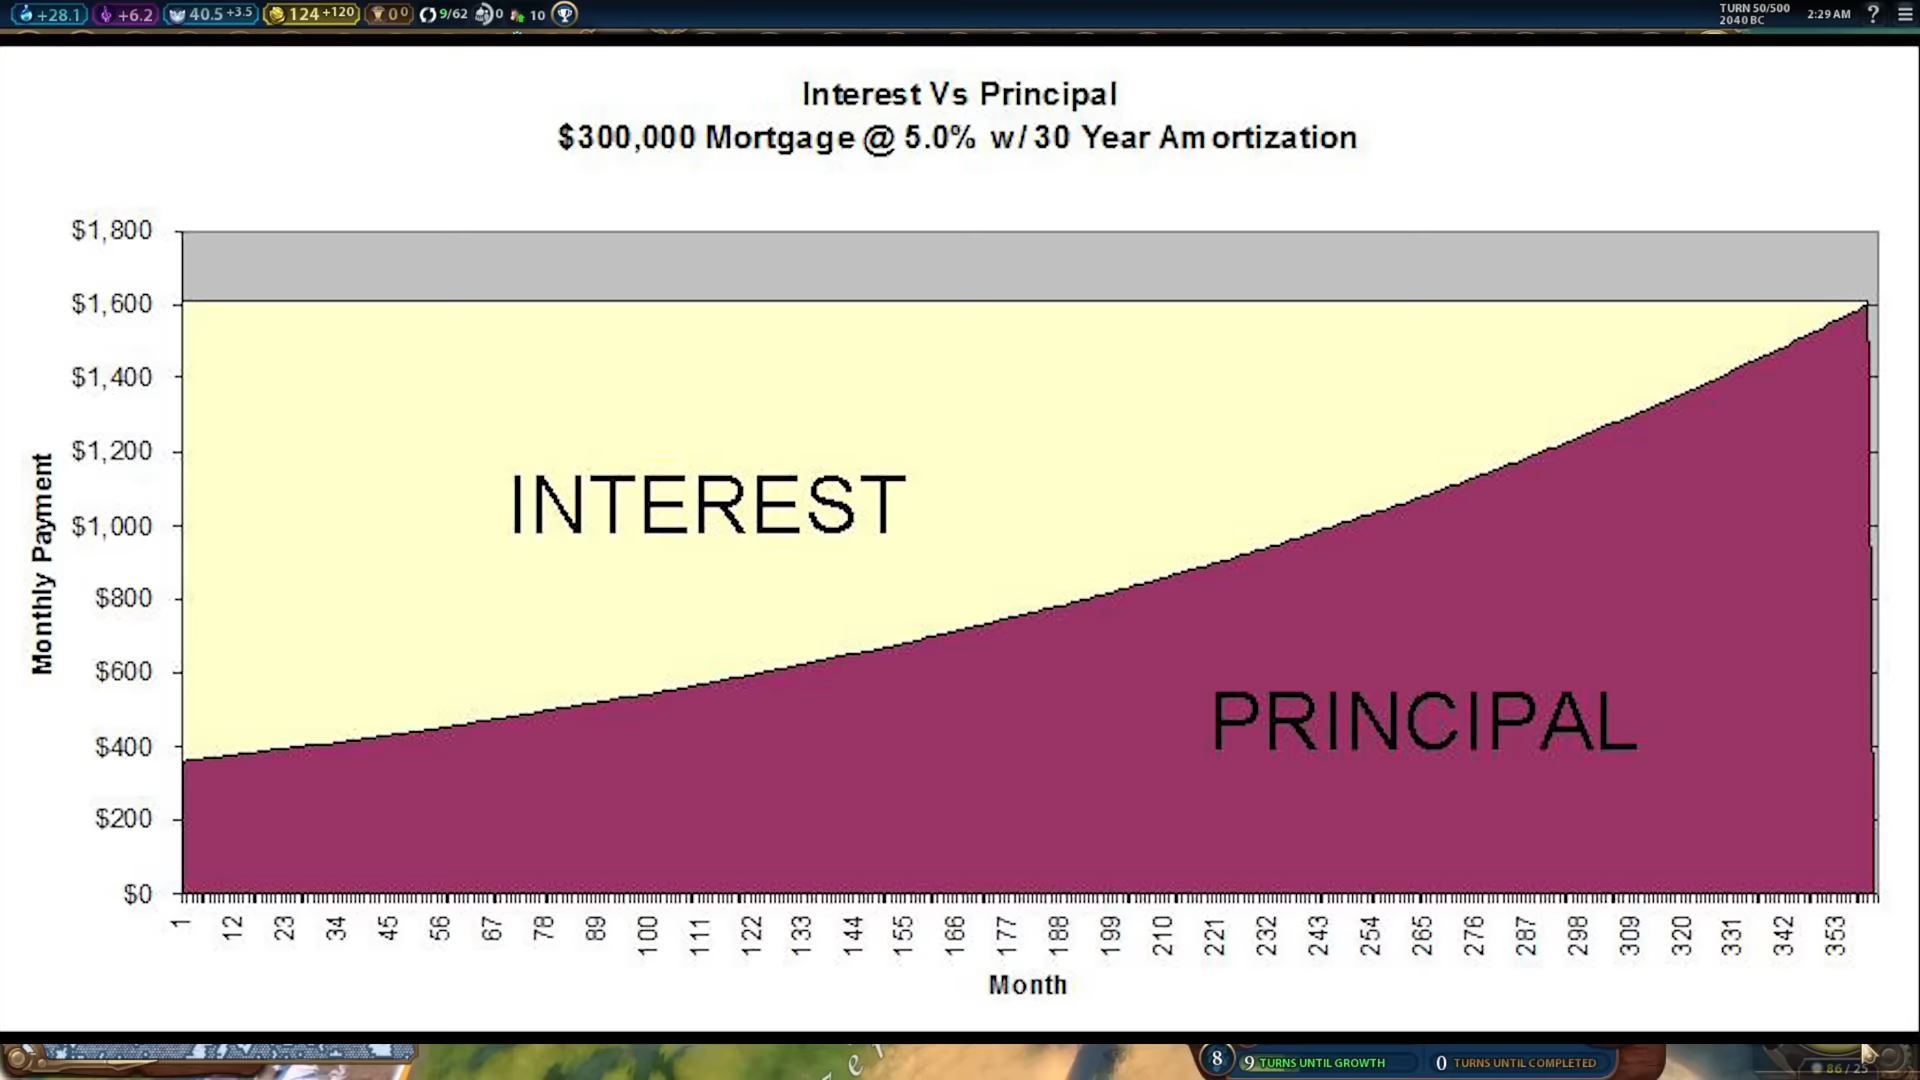 +28.1 +6.2 40.5 +3.5 124 +120 0 0 9/62 0 10
TURN 50/500
2040 BC
2:29 AM ?
Interest Vs Principal
$300,000 Mortgage @ 5.0% w/ 30 Year Amortization
$1,800
$1,600
$1,400
$1,200
$1,000
$800
$600
$400
$200
$0
Monthly Payment
INTEREST
PRINCIPAL
1 12 23 34 45 56 67 78 89 100 111 122 133 144 155 166 177 188 199 210 221 232 243 254 265 276 287 298 309 320 331 342 353
Month
8 9 TURNS UNTIL GROWTH 0 TURNS UNTIL COMPLETED
86 / 25